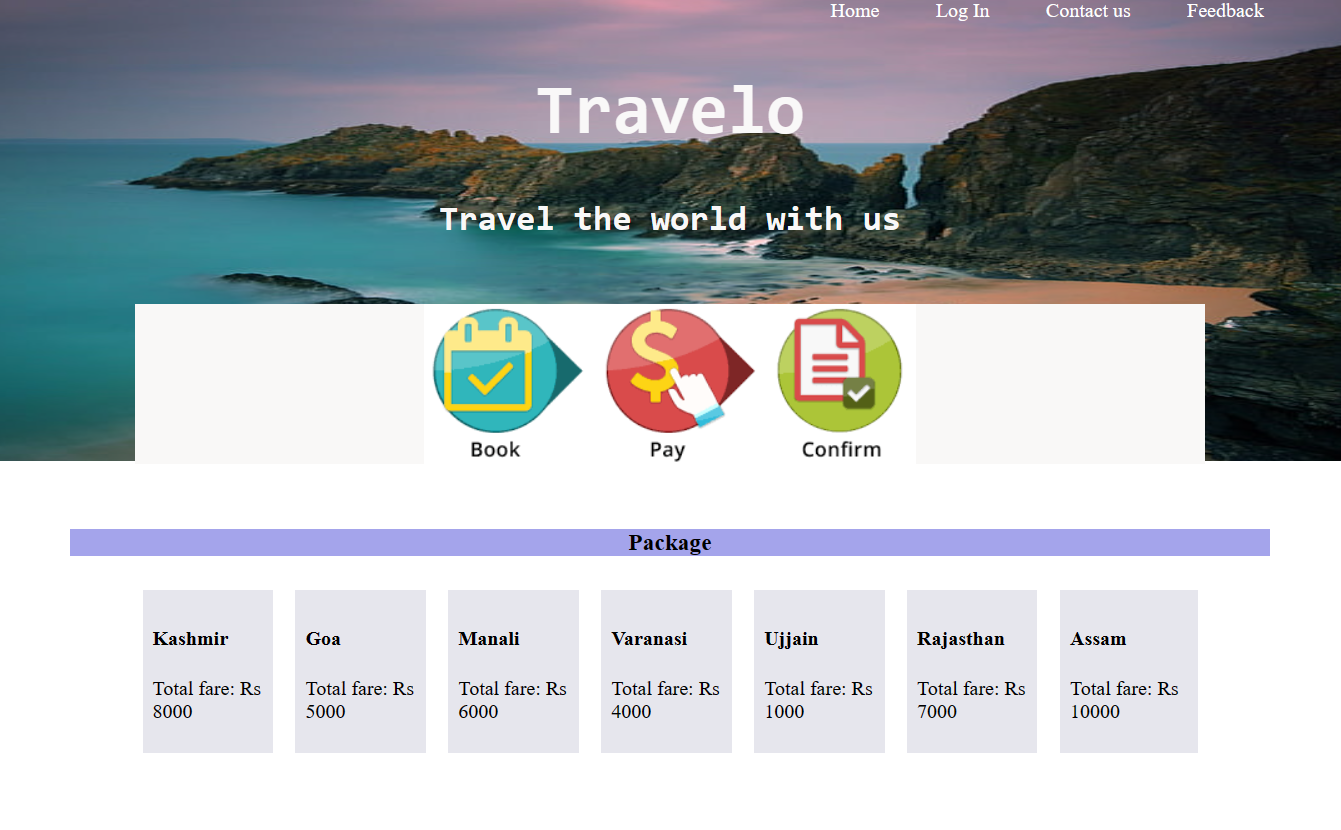 Home Log In Contact us Feedback
Travelo
Travel the world with us
Book Pay Confirm
Package
Kashmir Goa Manali Varanasi Ujjain Rajasthan Assam
Total fare: Rs Total fare: Rs Total fare: Rs Total fare: Rs Total fare: Rs Total fare: Rs Total fare: Rs
8000 5000 6000 4000 1000 7000 10000